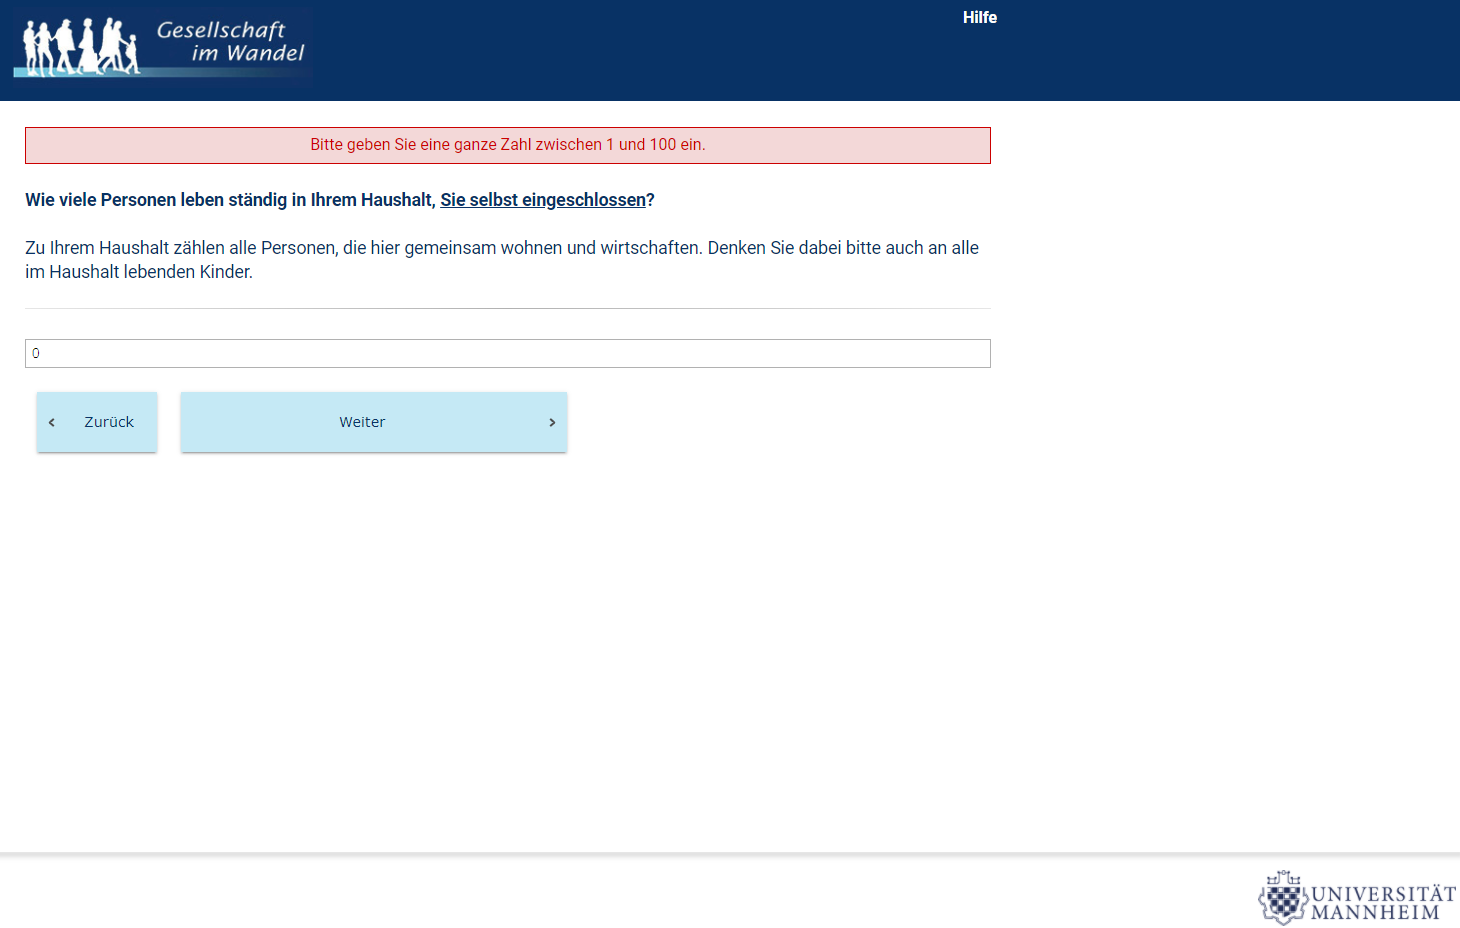 Gesellschaft
im Wandel
Hilfe
Bitte geben Sie eine ganze Zahl zwischen 1 und 100 ein.
Wie viele Personen leben ständig in Ihrem Haushalt, Sie selbst eingeschlossen?
Zu Ihrem Haushalt zählen alle Personen, die hier gemeinsam wohnen und wirtschaften. Denken Sie dabei bitte auch an alle
im Haushalt lebenden Kinder.
0
Zurück
Weiter
UNIVERSITÄT
MANNHEIM